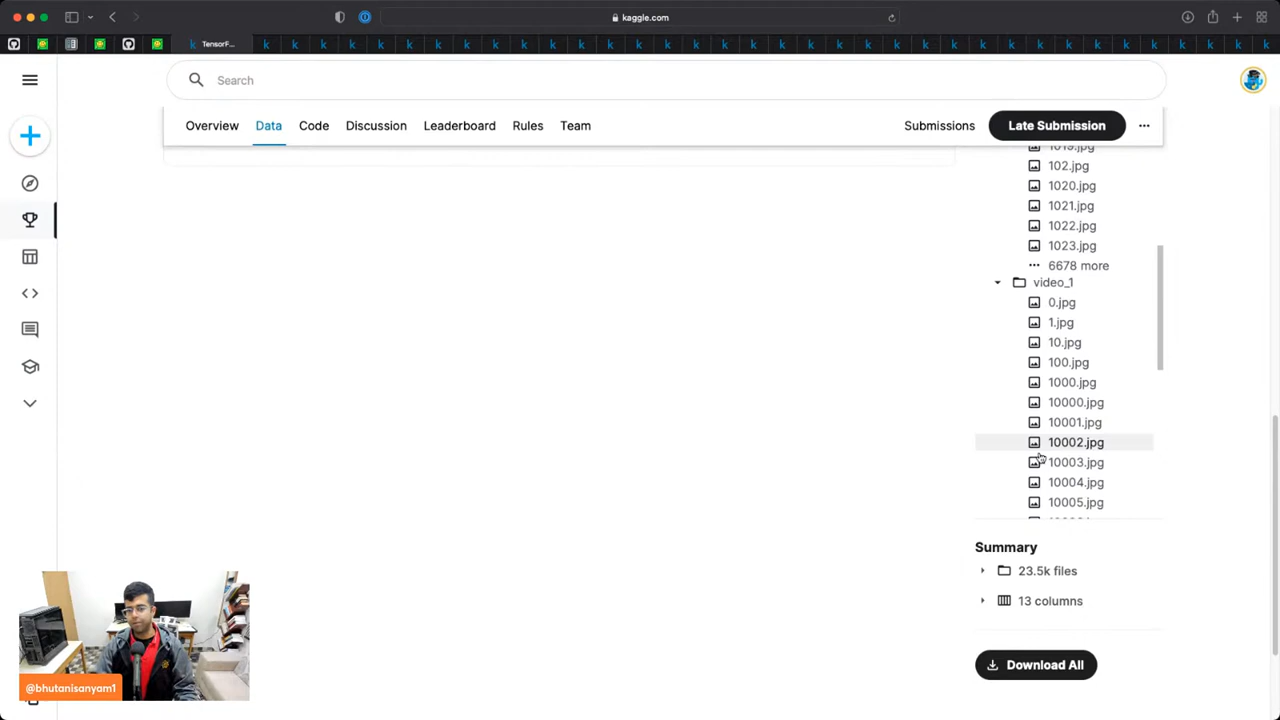 kaggle.com
TensorF...
Search
Overview
Data
Code
Discussion
Leaderboard
Rules
Team
Submissions
Late Submission
1019.jpg
102.jpg
1020.jpg
1021.jpg
1022.jpg
1023.jpg
6678 more
video_1
0.jpg
1.jpg
10.jpg
100.jpg
1000.jpg
10000.jpg
10001.jpg
10002.jpg
10003.jpg
10004.jpg
10005.jpg
Summary
23.5k files
13 columns
Download All
@bhutanisanyam1